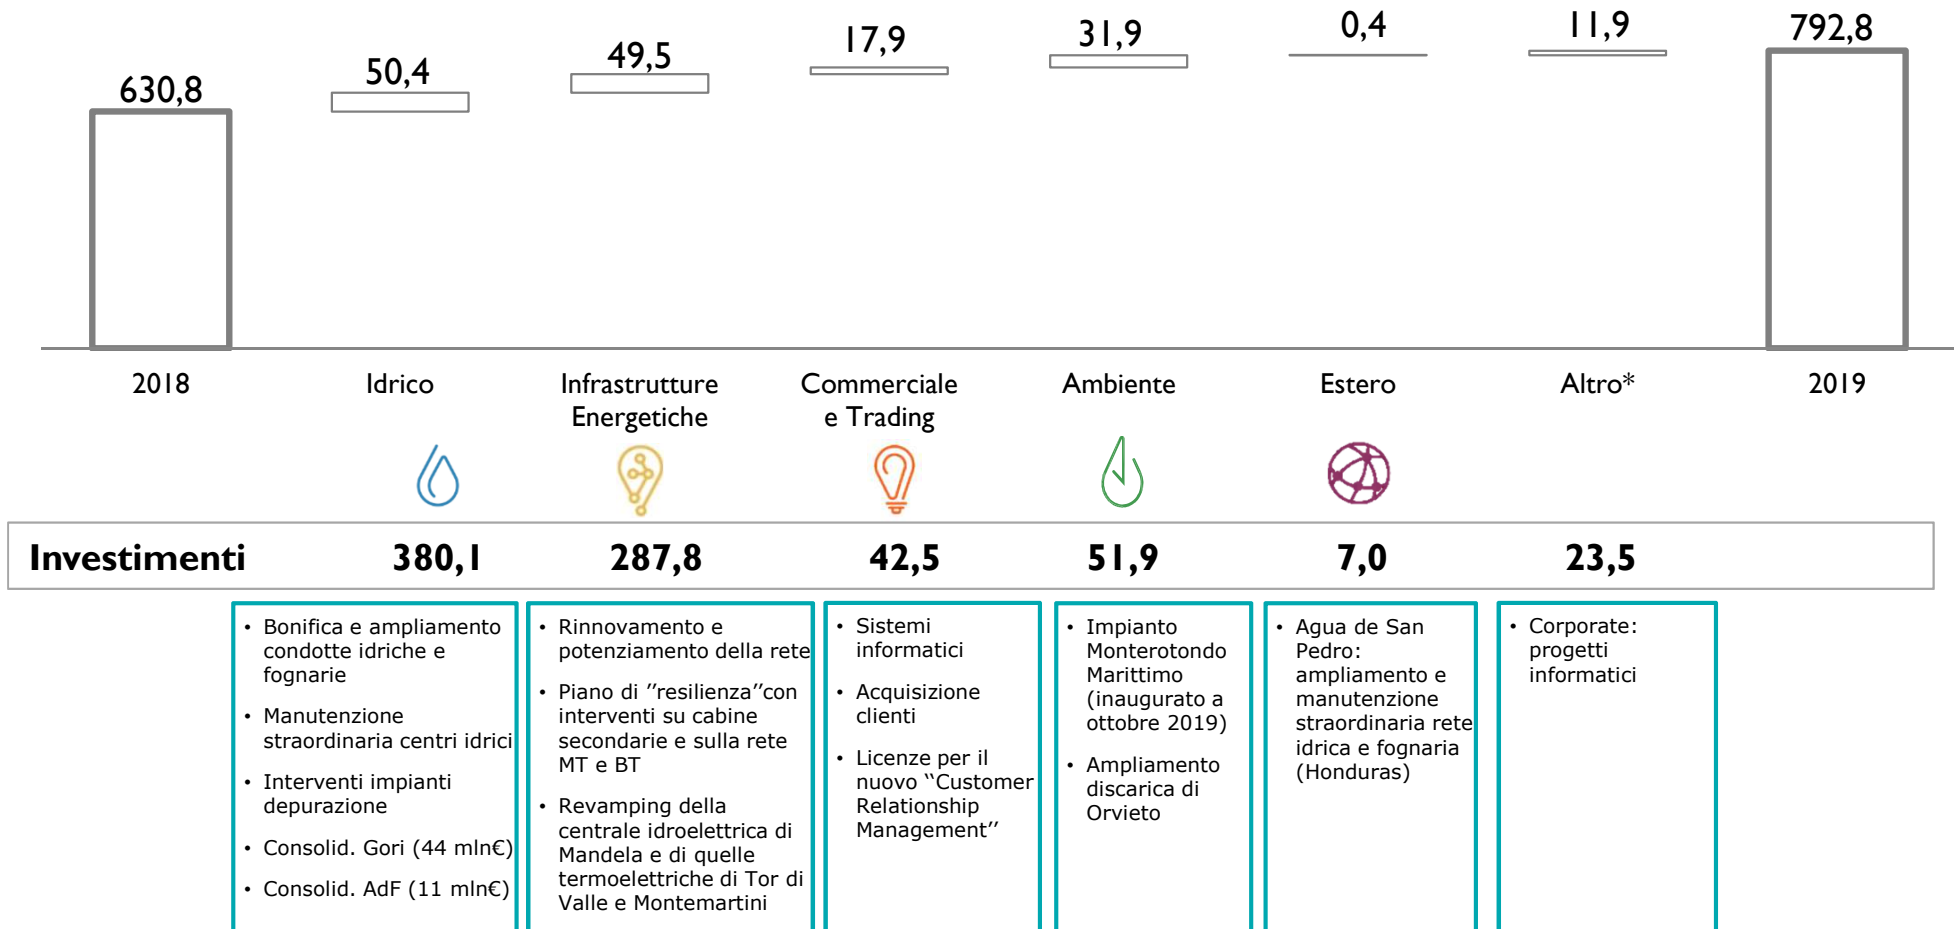 630,8
50,4
49,5
17,9
31,9
0,4
11,9
792,8
2018
Idrico
Infrastrutture
Energetiche
Commerciale
e Trading
Ambiente
Estero
Altro*
2019
Investimenti 380,1 287,8 42,5 51,9 7,0 23,5
• Bonifica e ampliamento
condotte idriche e
fognarie
• Manutenzione
straordinaria centri idrici
• Interventi impianti
depurazione
• Consolid. Gori (44 mln€)
• Consolid. AdF (11 mln€)
• Rinnovamento e
potenziamento della rete
• Piano di ”resilienza”con
interventi su cabine
secondarie e sulla rete
MT e BT
• Revamping della
centrale idroelettrica di
Mandela e di quelle
termoelettriche di Tor di
Valle e Montemartini
• Sistemi
informatici
• Acquisizione
clienti
• Licenze per il
nuovo “Customer
Relationship
Management”
• Impianto
Monterotondo
Marittimo
(inaugurato a
ottobre 2019)
• Ampliamento
discarica di
Orvieto
• Agua de San
Pedro:
ampliamento e
manutenzione
straordinaria rete
idrica e fognaria
(Honduras)
• Corporate:
progetti
informatici